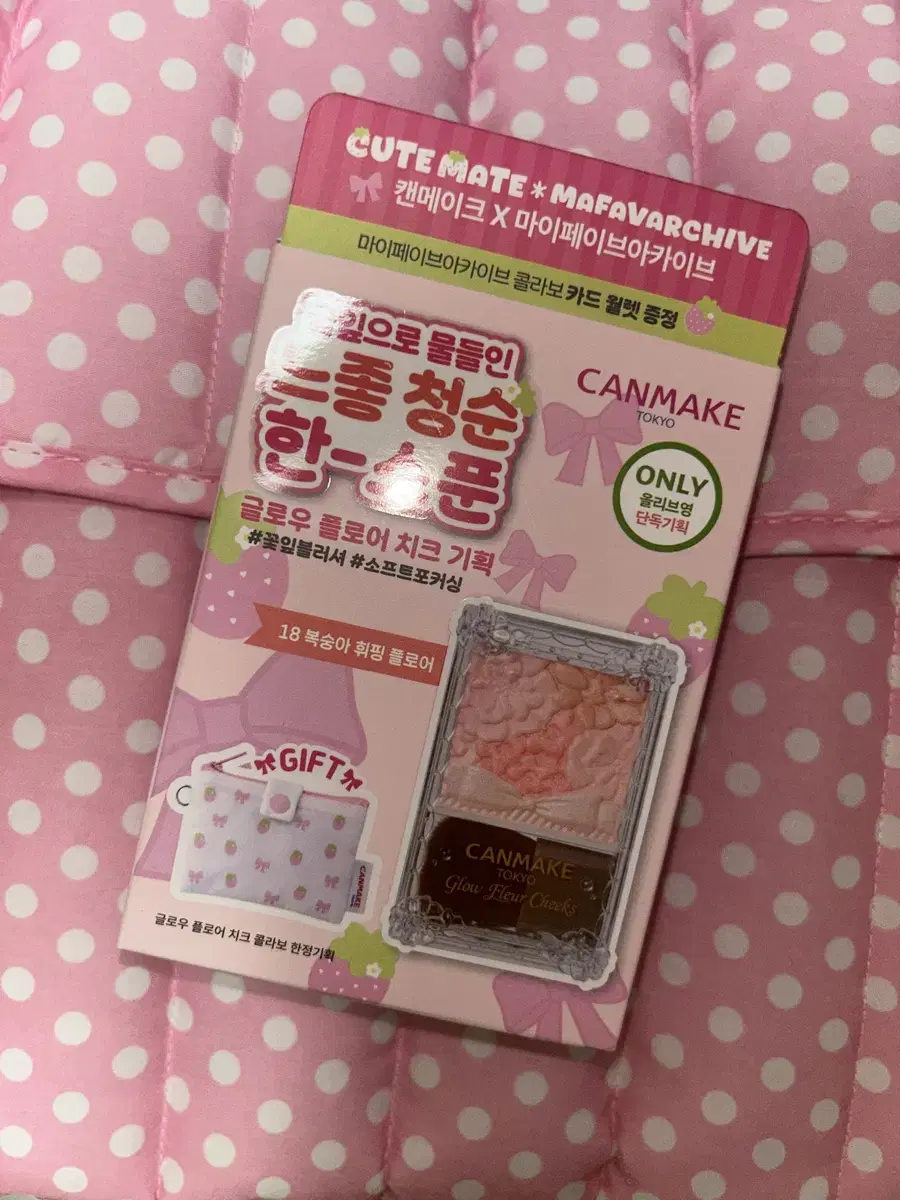 CUTE MATE * MAFAVARCHIVE
캔메이크 X 마이페이브아카이브
마이페이브아카이브 콜라보 카드 월렛 증정
물들인
청순
한-스푼
CANMAKE
TOKYO
ONLY
올리브영
단독기획
글로우 플로어 치크 기획
#꽃잎블러셔 #소프트포커싱
18 복숭아 휘핑 플로어
GIFT
CANMAKE
CANMAKE
TOKYO
Glow Fleur Cheeks
글로우 플로어 치크 콜라보 한정기획